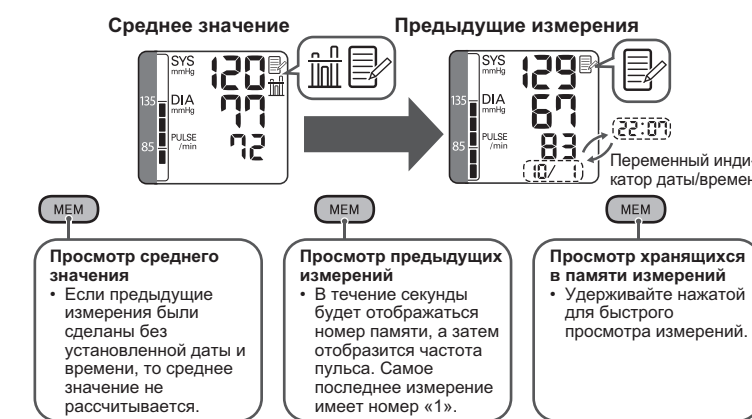 Среднее значение
Предыдущие измерения
SYS
mmHg
120
DIA
mmHg
77
PULSE
/min
72
135
85
SYS
mmHg
129
DIA
mmHg
67
PULSE
/min
83
10/ 1
135
85
22:07
Переменный инди-
катор даты/времен
MEM
Просмотр среднего
значения
• Если предыдущие
измерения были
сделаны без
установленной даты и
времени, то среднее
значение не
рассчитывается.
MEM
Просмотр предыдущих
измерений
• В течение секунды
будет отображаться
номер памяти, а затем
отобразится частота
пульса. Самое
последнее измерение
имеет номер «1».
MEM
Просмотр хранящихся
в памяти измерений
• Удерживайте нажатой
для быстрого
просмотра измерений.